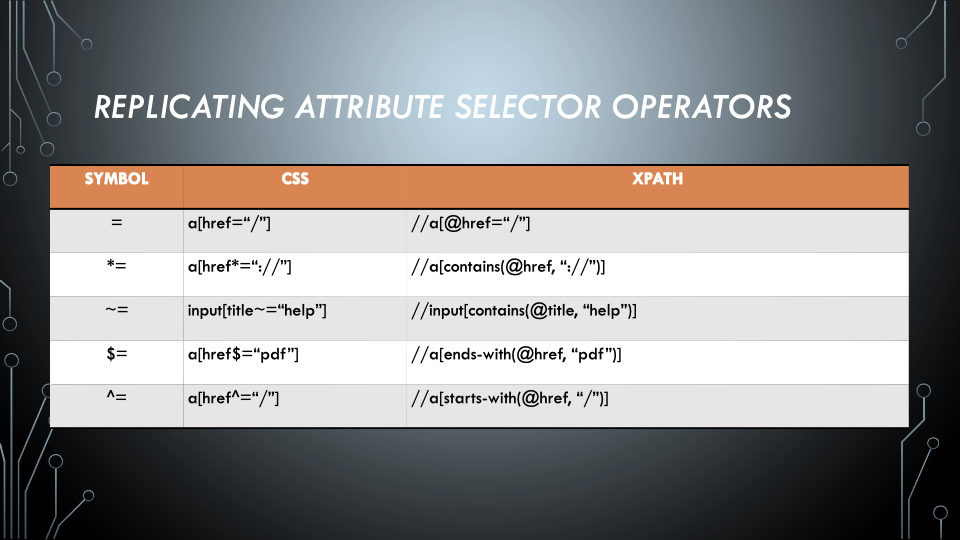 REPLICATING ATTRIBUTE SELECTOR OPERATORS
SYMBOL CSS XPATH
= a[href=“/”] //a[@href=“/”]
*= a[href*=“://”] //a[contains(@href, “://”)]
~= input[title~=“help”] //input[contains(@title, “help”)]
$= a[href$=“pdf”] //a[ends-with(@href, “pdf”)]
^= a[href^=“/”] //a[starts-with(@href, “/”)]